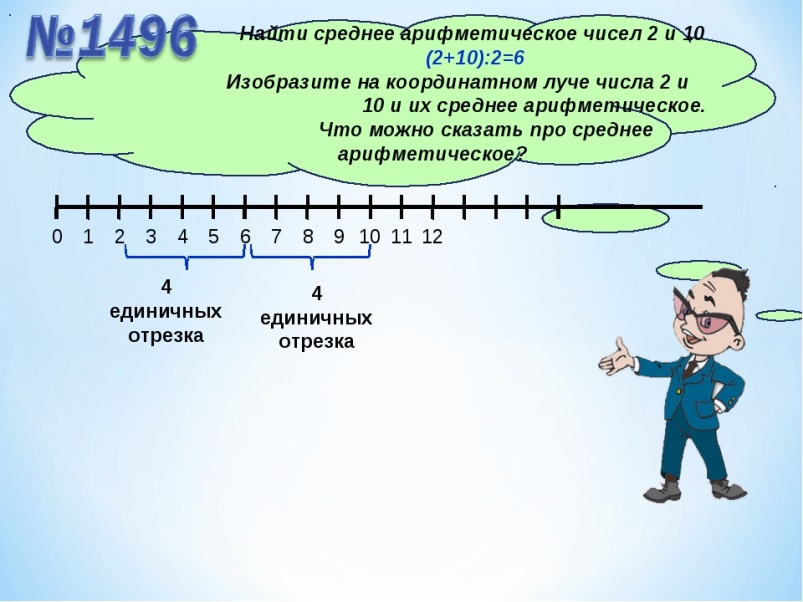 №1496
Найти среднее арифметическое чисел 2 и 10
(2+10):2=6
Изобразите на координатном луче числа 2 и
10 и их среднее арифметическое.
Что можно сказать про среднее
арифметическое?
0 1 2 3 4 5 6 7 8 9 10 11 12
4
единичных
отрезка
4
единичных
отрезка